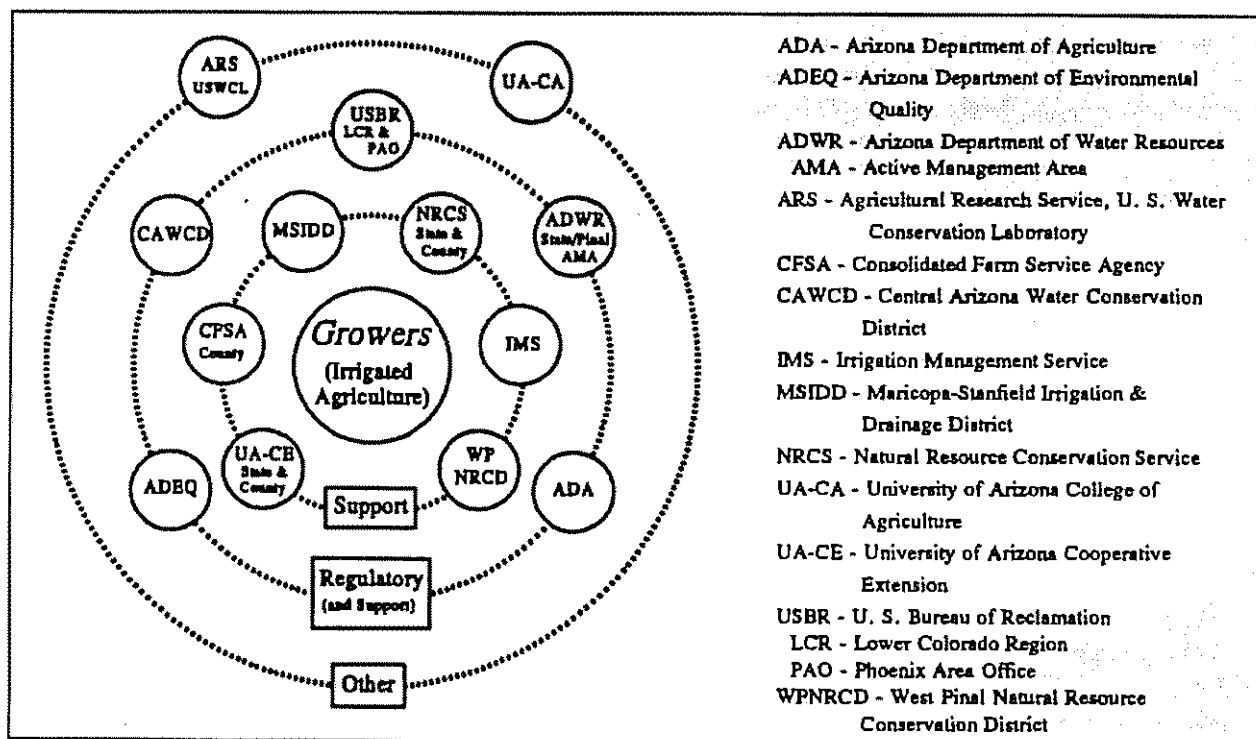 ARS
USWCL
UA-CA
USBR
LCR &
PAO
CAWCD
MSIDD
NRCS
State &
County
ADWR
State/Pinal
AMA
CFSA
County
Growers
(Irrigated
Agriculture)
IMS
UA-CE
State &
County
WP
NRCD
ADEQ
ADA
Support
Regulatory
(and Support)
Other
ADA - Arizona Department of Agriculture
ADEQ - Arizona Department of Environmental
Quality
ADWR - Arizona Department of Water Resources
AMA - Active Management Area
ARS - Agricultural Research Service, U. S. Water
Conservation Laboratory
CFSA - Consolidated Farm Service Agency
CAWCD - Central Arizona Water Conservation
District
IMS - Irrigation Management Service
MSIDD - Maricopa-Stanfield Irrigation &
Drainage District
NRCS - Natural Resource Conservation Service
UA-CA - University of Arizona College of
Agriculture
UA-CE - University of Arizona Cooperative
Extension
USBR - U. S. Bureau of Reclamation
LCR - Lower Colorado Region
PAO - Phoenix Area Office
WPNRCD - West Pinal Natural Resource
Conservation District